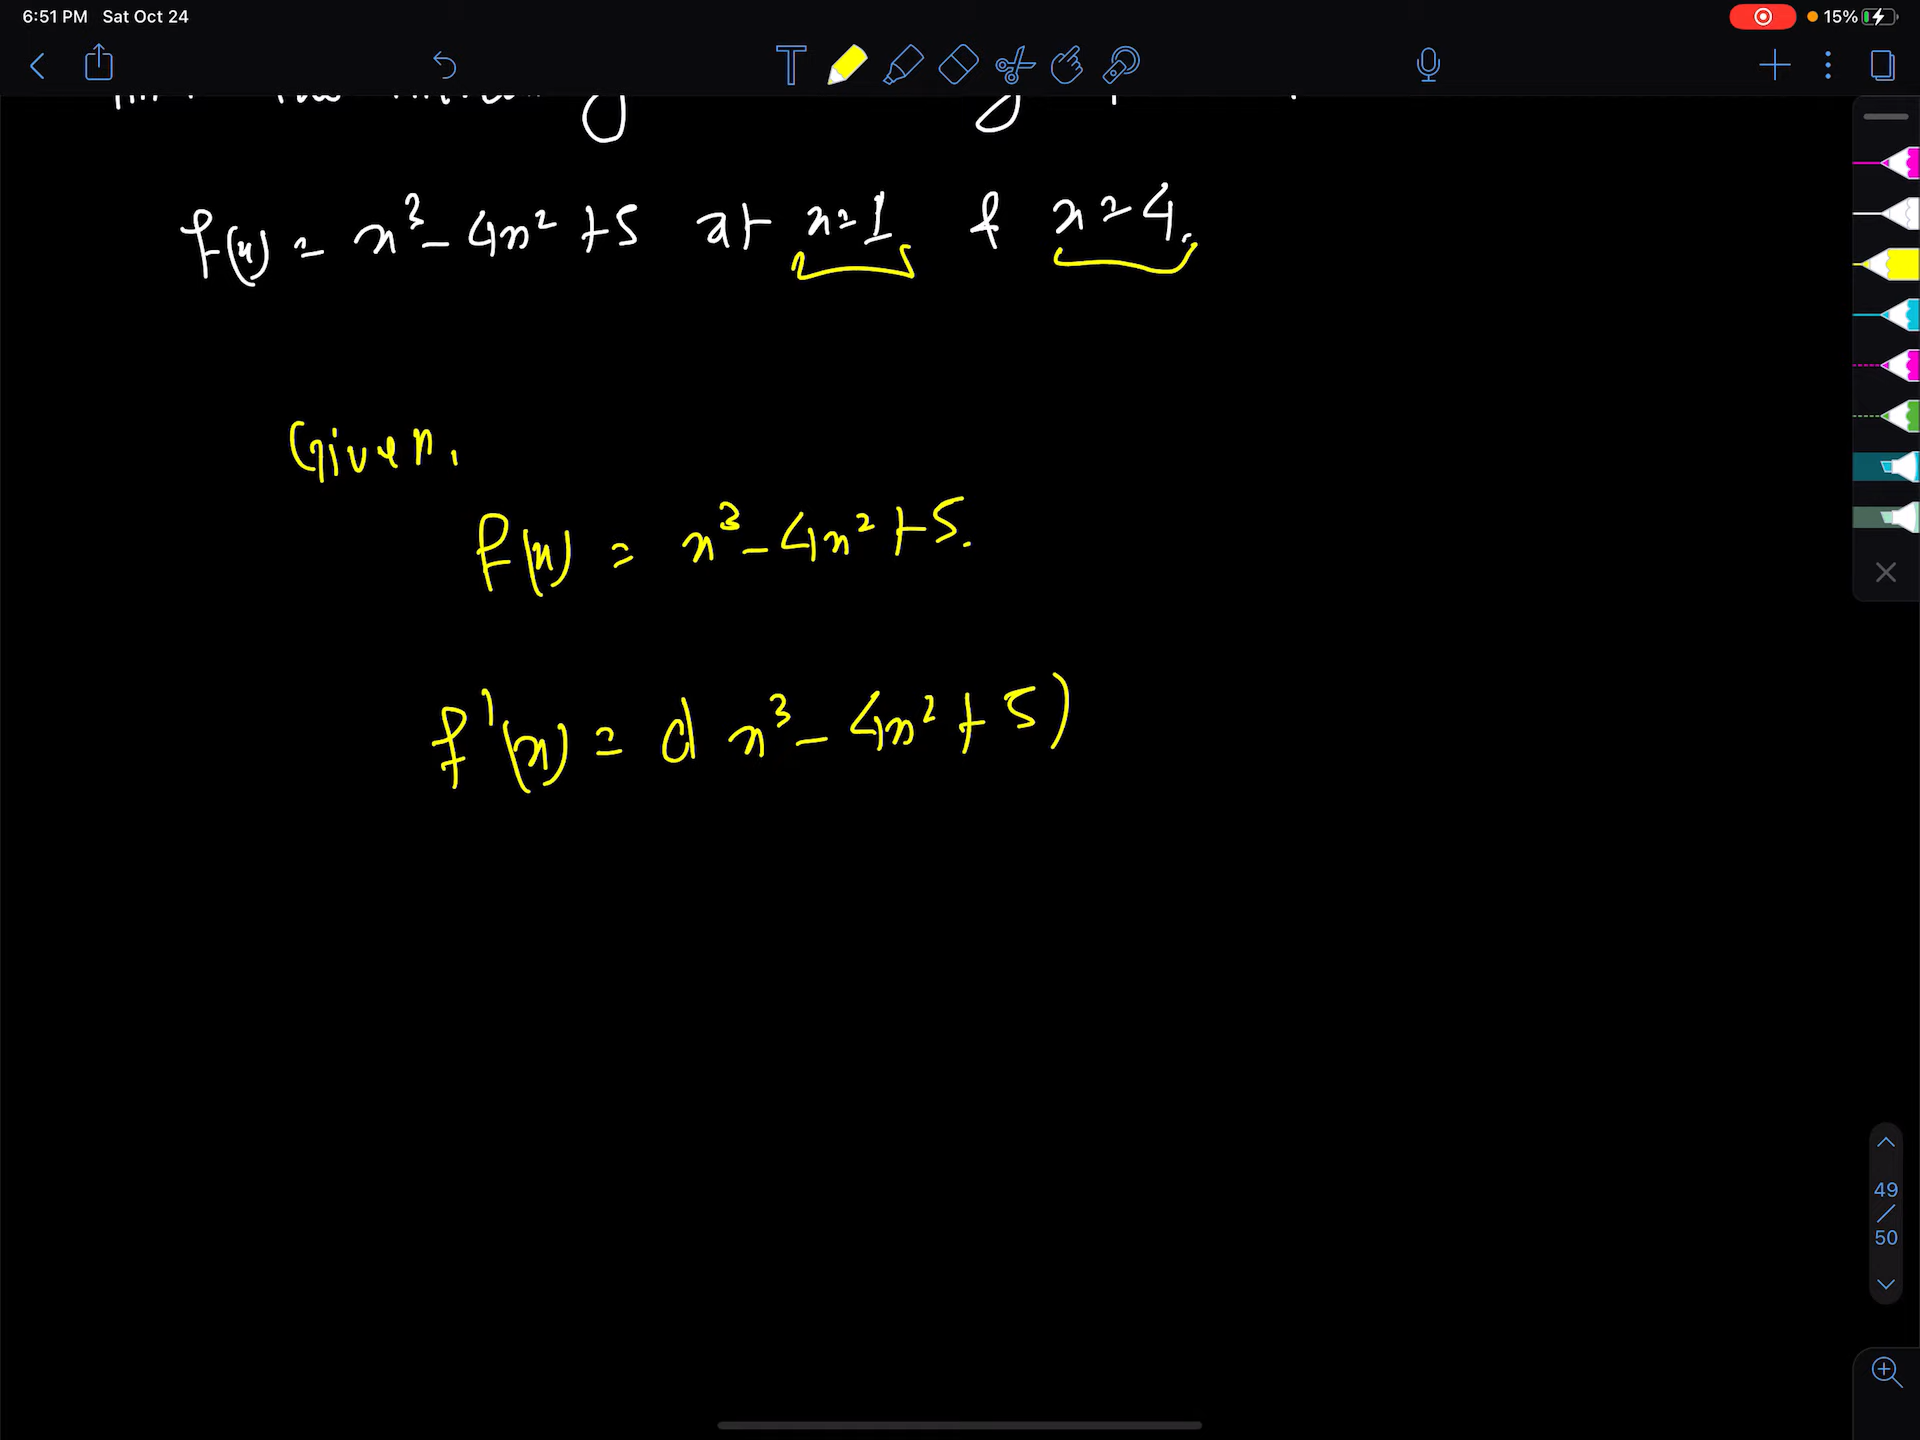 6:51 PM Sat Oct 24
15%
f(x) = x³ - 4x² + 5 at x=1 & x=4.
Given,
f(x) = x³ - 4x² + 5.
f'(x) = d x³ - 4x² + 5)
49
/
50